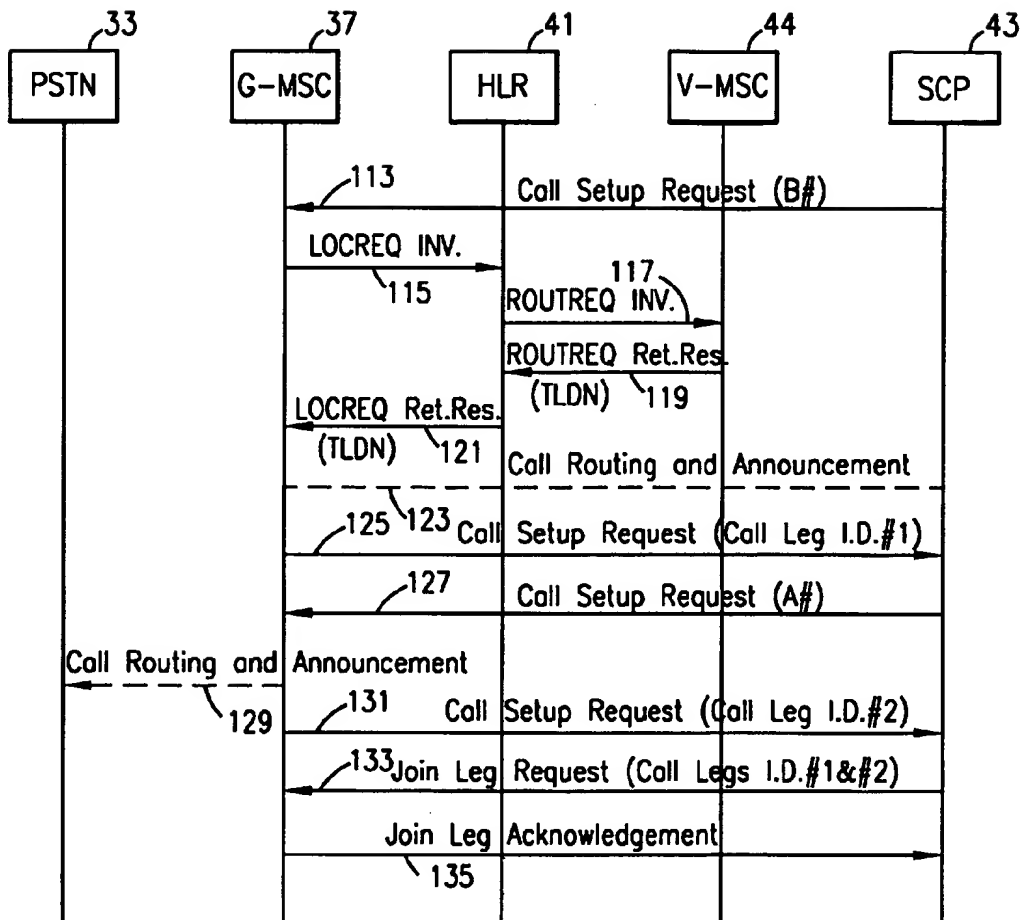 33 37 41 44 43
PSTN G-MSC HLR V-MSC SCP
113 Call Setup Request (B#)
LOCREQ INV.
115
117
ROUTREQ INV.
ROUTREQ Ret.Res.
(TLDN) 119
LOCREQ Ret.Res.
(TLDN) 121
Call Routing and Announcement
123
125 Call Setup Request (Call Leg I.D.#1)
127 Call Setup Request (A#)
Call Routing and Announcement
129
131 Call Setup Request (Call Leg I.D.#2)
133 Join Leg Request (Call Legs I.D.#1&#2)
Join Leg Acknowledgement
135